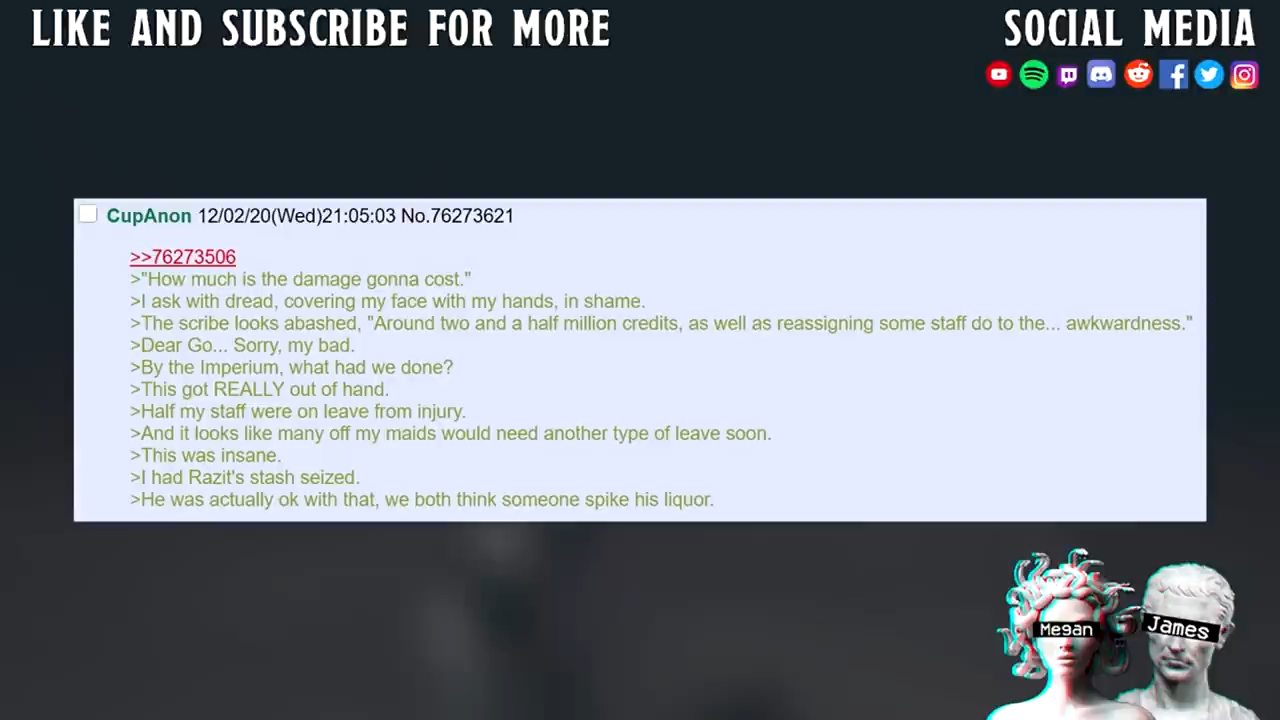 LIKE AND SUBSCRIBE FOR MORE
SOCIAL MEDIA
CupAnon 12/02/20(Wed)21:05:03 No.76273621
>>76273506
>"How much is the damage gonna cost."
>I ask with dread, covering my face with my hands, in shame.
>The scribe looks abashed, "Around two and a half million credits, as well as reassigning some staff do to the... awkwardness."
>Dear Go... Sorry, my bad.
>By the Imperium, what had we done?
>This got REALLY out of hand.
>Half my staff were on leave from injury.
>And it looks like many off my maids would need another type of leave soon.
>This was insane.
>I had Razit's stash seized.
>He was actually ok with that, we both think someone spike his liquor.
Megan
James